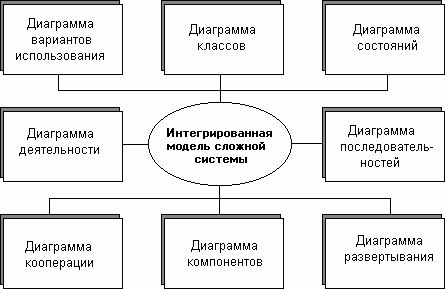 Диаграмма
вариантов
использования
Диаграмма
классов
Диаграмма
состояний
Диаграмма
деятельности
Интегрированная
модель сложной
системы
Диаграмма
последователь-
ностей
Диаграмма
кооперации
Диаграмма
компонентов
Диаграмма
развертывания